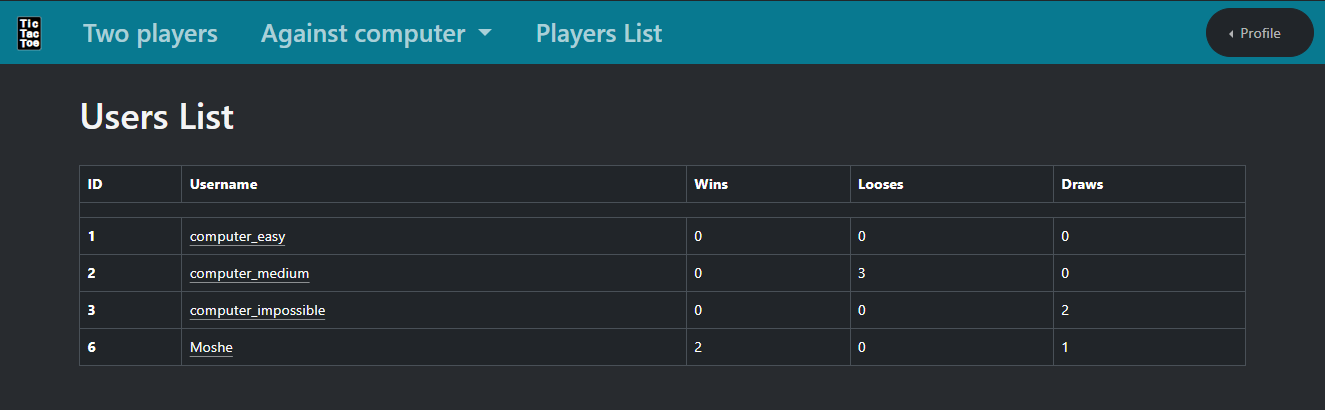 Tic
Tac
Toe
Two players Against computer Players List Profile
Users List
ID Username Wins Looses Draws
1 computer_easy 0 0 0
2 computer_medium 0 3 0
3 computer_impossible 0 0 2
6 Moshe 2 0 1